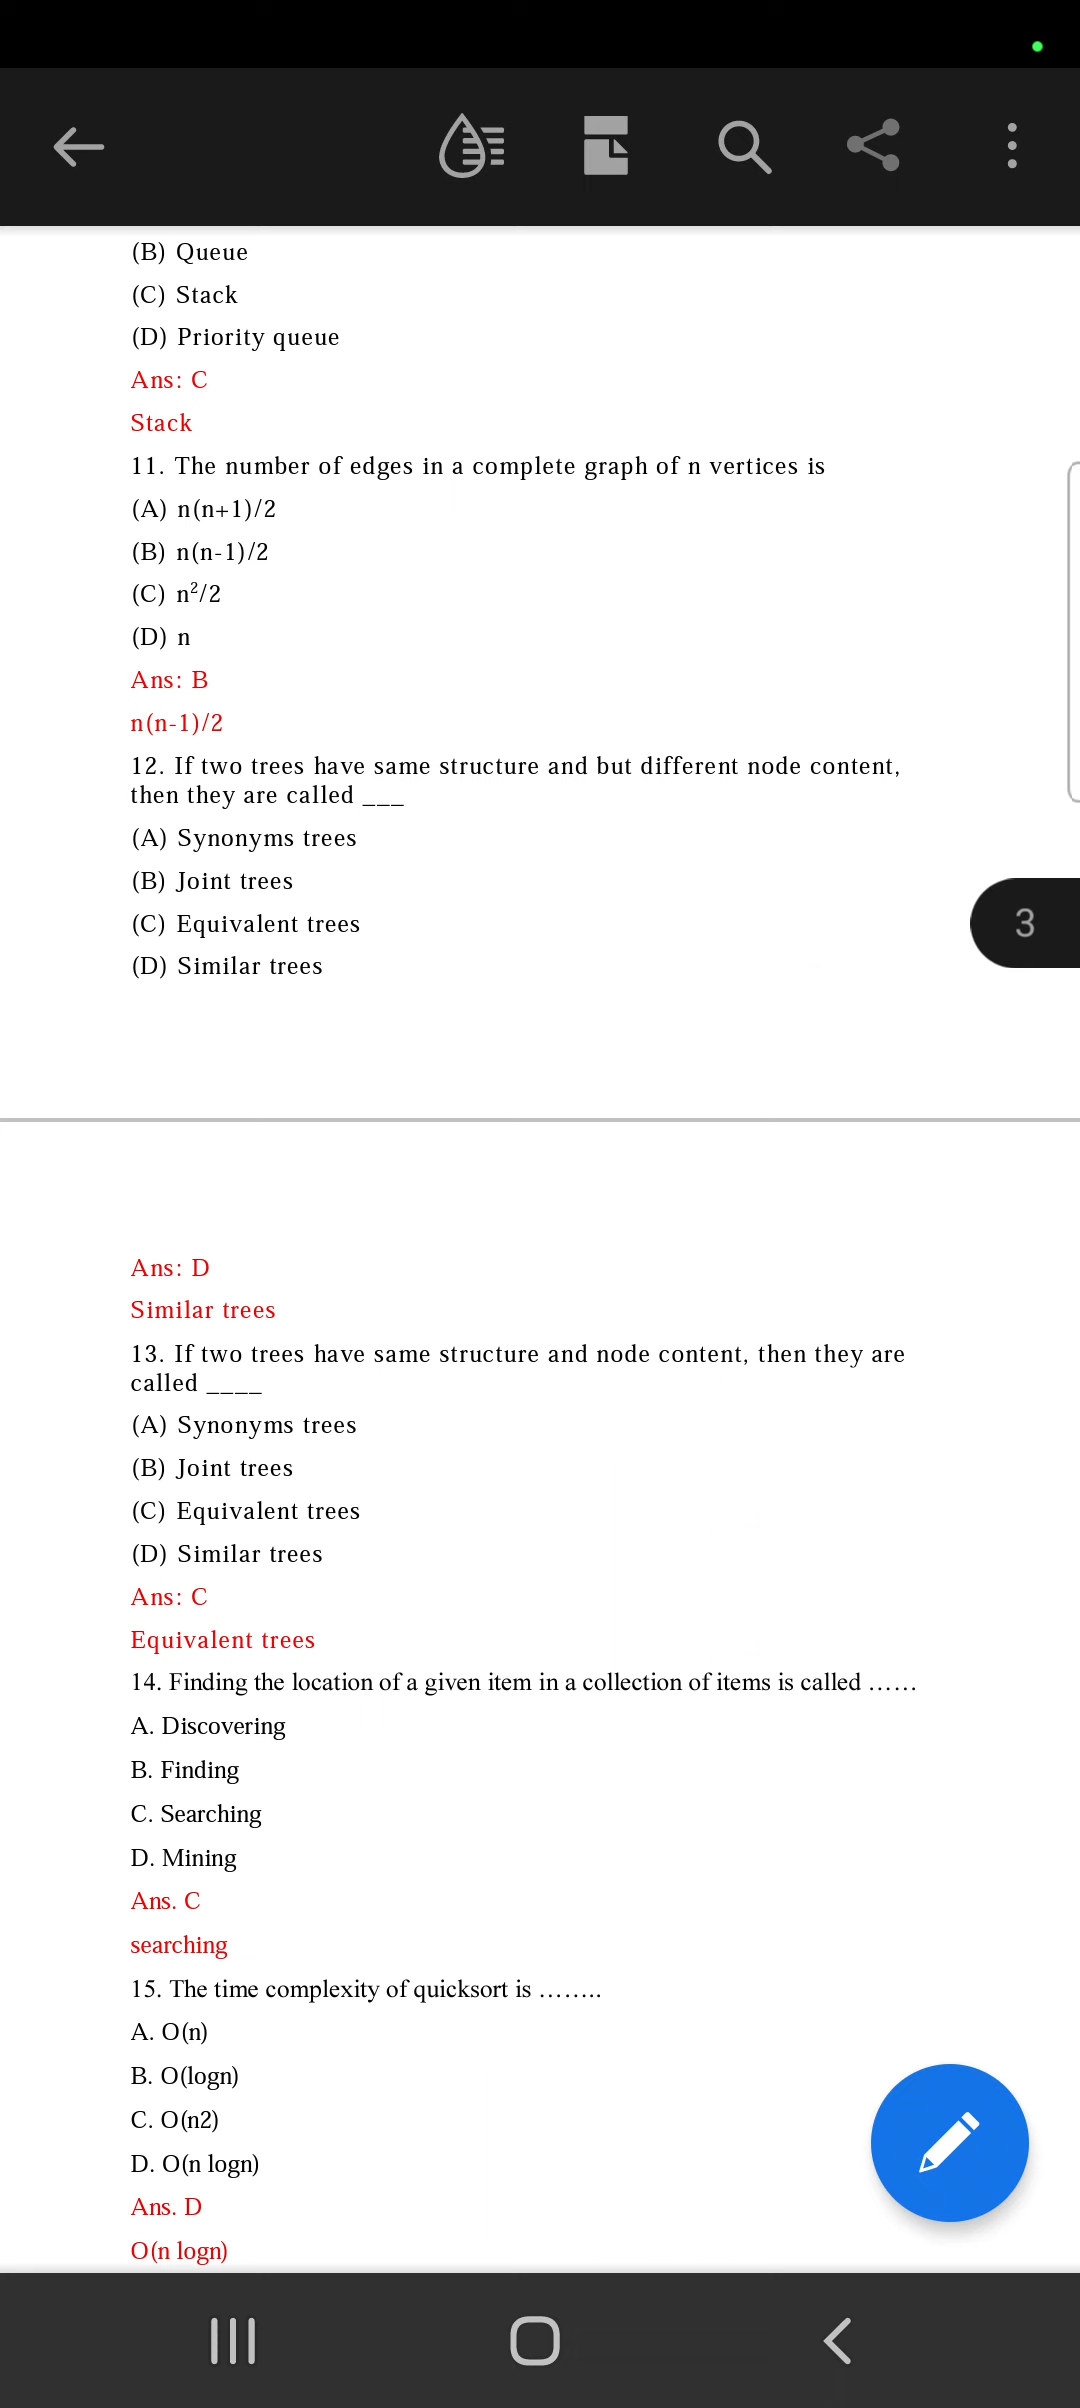 (B) Queue
(C) Stack
(D) Priority queue
Ans: C
Stack
11. The number of edges in a complete graph of n vertices is
(A) n(n+1)/2
(B) n(n-1)/2
(C) n²/2
(D) n
Ans: B
n(n-1)/2
12. If two trees have same structure and but different node content,
then they are called ___
(A) Synonyms trees
(B) Joint trees
(C) Equivalent trees
(D) Similar trees
3
Ans: D
Similar trees
13. If two trees have same structure and node content, then they are
called ____
(A) Synonyms trees
(B) Joint trees
(C) Equivalent trees
(D) Similar trees
Ans: C
Equivalent trees
14. Finding the location of a given item in a collection of items is called ……
A. Discovering
B. Finding
C. Searching
D. Mining
Ans. C
searching
15. The time complexity of quicksort is ……..
A. O(n)
B. O(logn)
C. O(n2)
D. O(n logn)
Ans. D
O(n logn)